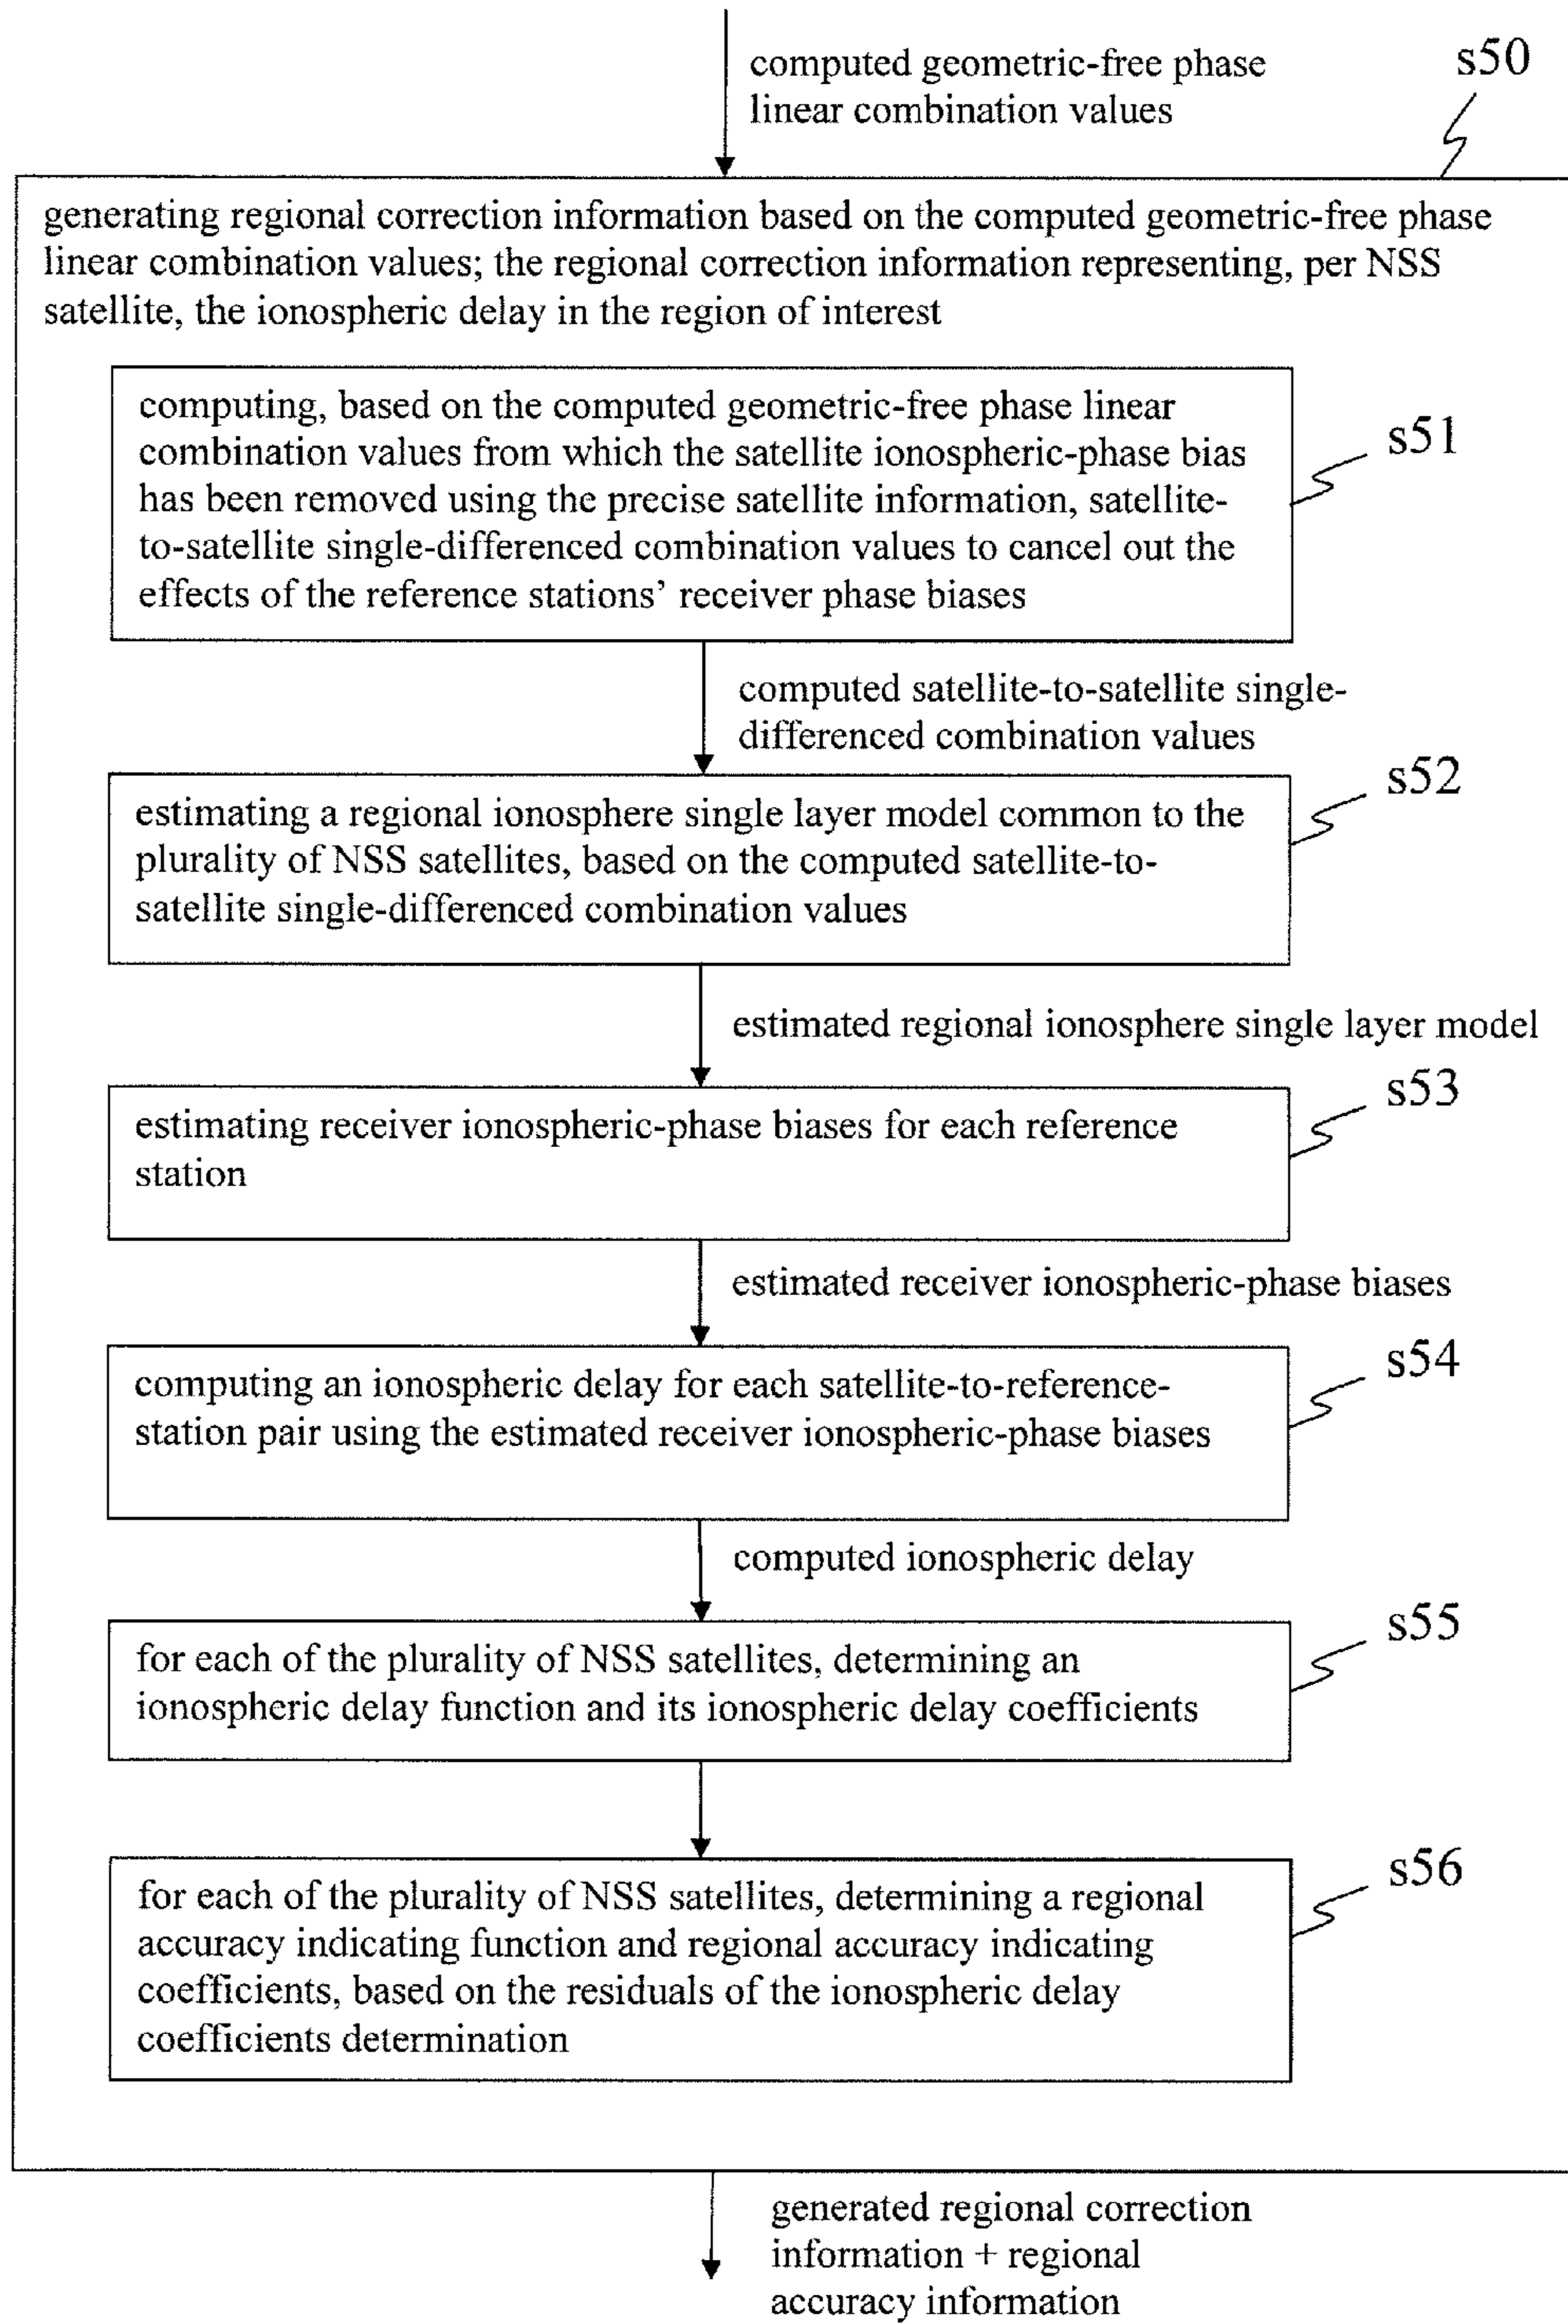 computed geometric-free phase
linear combination values
s50
generating regional correction information based on the computed geometric-free phase
linear combination values; the regional correction information representing, per NSS
satellite, the ionospheric delay in the region of interest
computing, based on the computed geometric-free phase linear
combination values from which the satellite ionospheric-phase bias
has been removed using the precise satellite information, satellite-
to-satellite single-differenced combination values to cancel out the
effects of the reference stations’ receiver phase biases
s51
computed satellite-to-satellite single-
differenced combination values
s52
estimating a regional ionosphere single layer model common to the
plurality of NSS satellites, based on the computed satellite-to-
satellite single-differenced combination values
estimated regional ionosphere single layer model
s53
estimating receiver ionospheric-phase biases for each reference
station
estimated receiver ionospheric-phase biases
s54
computing an ionospheric delay for each satellite-to-reference-
station pair using the estimated receiver ionospheric-phase biases
computed ionospheric delay
s55
for each of the plurality of NSS satellites, determining an
ionospheric delay function and its ionospheric delay coefficients
s56
for each of the plurality of NSS satellites, determining a regional
accuracy indicating function and regional accuracy indicating
coefficients, based on the residuals of the ionospheric delay
coefficients determination
generated regional correction
information + regional
accuracy information